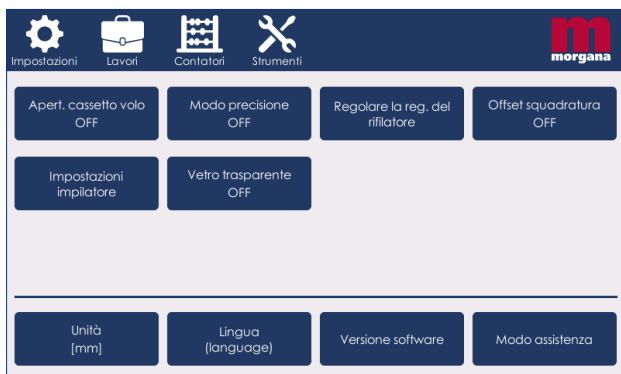 Impostazioni
Lavori
Contatori
Strumenti
morgana
Apert. cassetto volo
OFF
Modo precisione
OFF
Regolare la reg. del
rifilatore
Offset squadratura
OFF
Impostazioni
impilatore
Vetro trasparente
OFF
Unità
[mm]
Lingua
(language)
Versione software
Modo assistenza